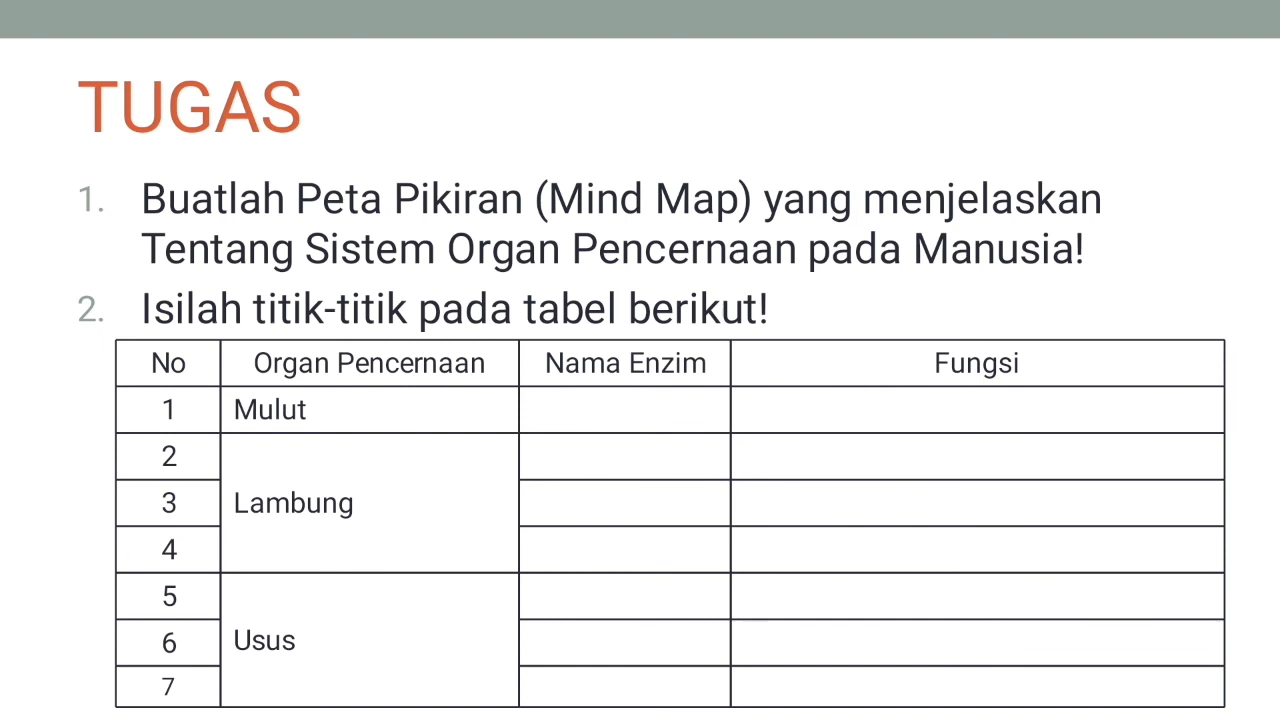 TUGAS
1. Buatlah Peta Pikiran (Mind Map) yang menjelaskan
Tentang Sistem Organ Pencernaan pada Manusia!
2. Isilah titik-titik pada tabel berikut!
No Organ Pencernaan Nama Enzim Fungsi
1 Mulut
2
3 Lambung
4
5
6 Usus
7